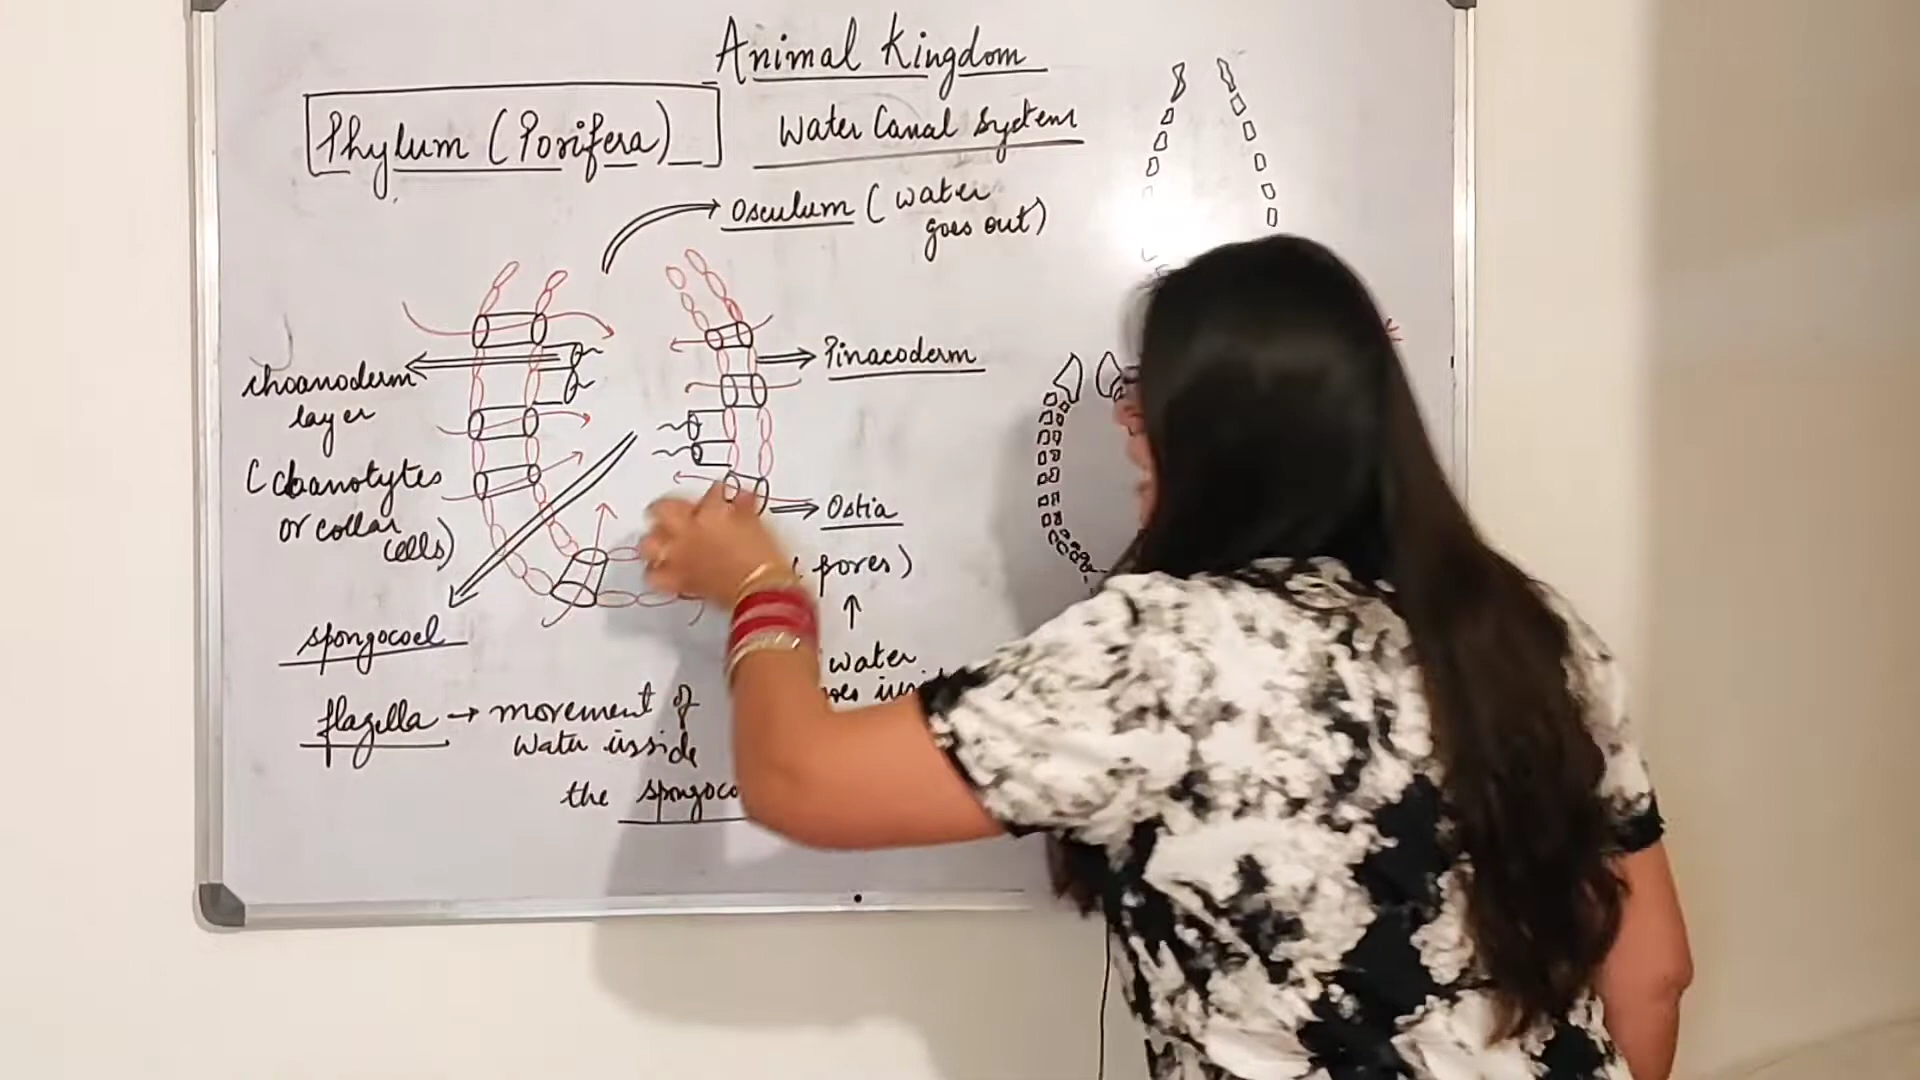 Animal Kingdom
Phylum (Porifera)
Water Canal System
Osculum (water
goes out)
Pinacoderm
choanoderm
layer
(choanocytes
or collar
cells)
Ostia
pores)
water
spongocoel
flagella → movement of
water inside
the